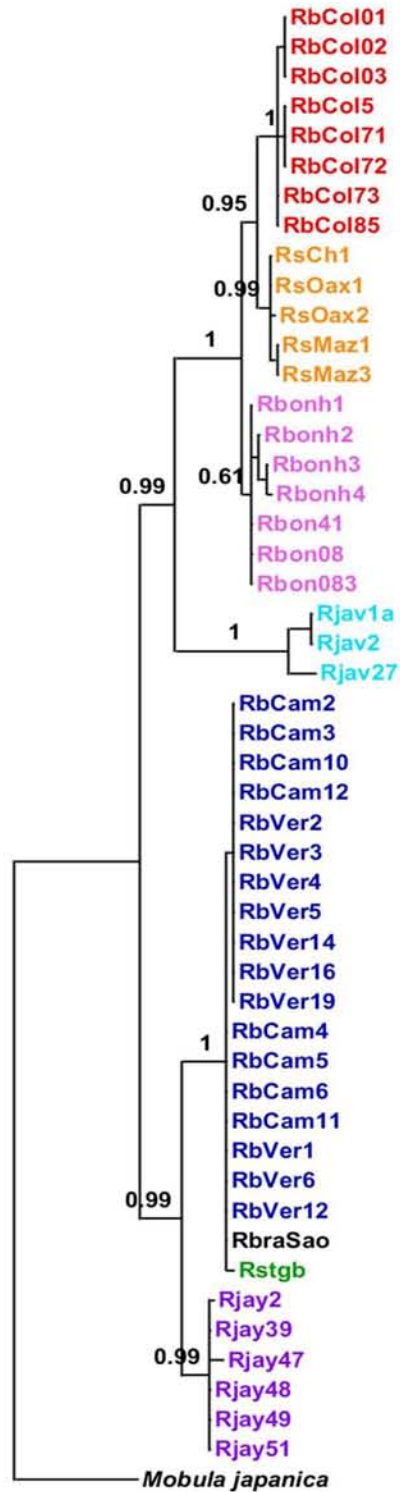 RbCol01
RbCol02
RbCol03
1
RbCol5
RbCol71
RbCol72
RbCol73
0.95
RbCol85
RsCh1
0.99
RsOax1
RsOax2
1
RsMaz1
RsMaz3
Rbonh1
Rbonh2
Rbonh3
0.61
0.99
Rbonh4
Rbon41
Rbon08
Rbon083
Rjav1a
1
Rjav2
Rjav27
RbCam2
RbCam3
RbCam10
RbCam12
RbVer2
RbVer3
RbVer4
RbVer5
RbVer14
RbVer16
RbVer19
RbCam4
1
RbCam5
RbCam6
RbCam11
RbVer1
RbVer6
0.99
RbVer12
RbraSao
Rstgb
Rjay2
Rjay39
0.99
Rjay47
Rjay48
Rjay49
Rjay51
Mobula japanica